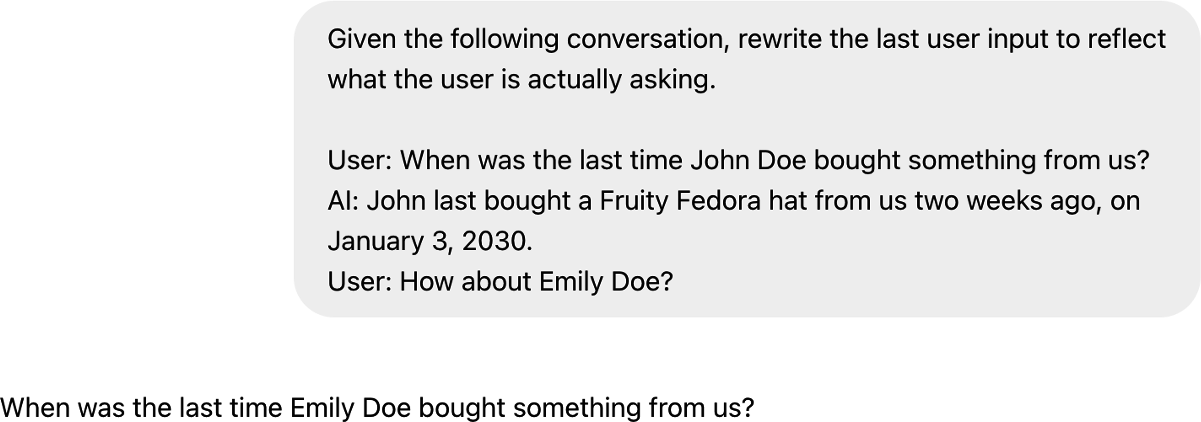 Given the following conversation, rewrite the last user input to reflect
what the user is actually asking.
User: When was the last time John Doe bought something from us?
AI: John last bought a Fruity Fedora hat from us two weeks ago, on
January 3, 2030.
User: How about Emily Doe?
When was the last time Emily Doe bought something from us?